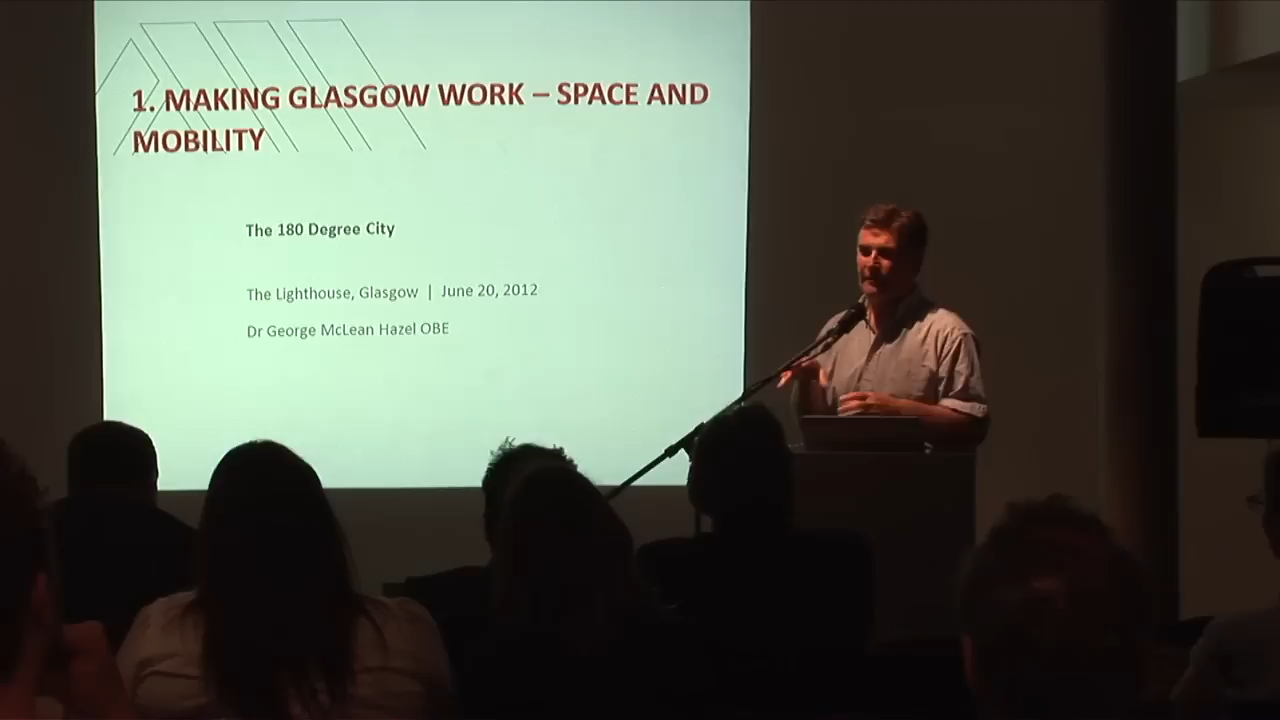 1. MAKING GLASGOW WORK – SPACE AND
MOBILITY
The 180 Degree City
The Lighthouse, Glasgow | June 20, 2012
Dr George McLean Hazel OBE